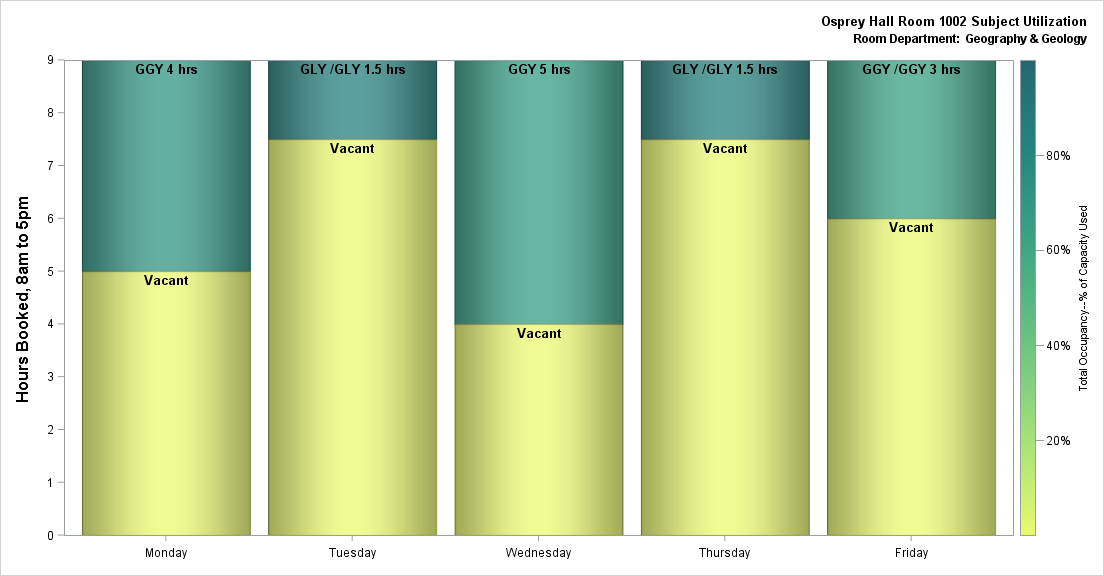 Osprey Hall Room 1002 Subject Utilization
Room Department: Geography & Geology
Hours Booked, 8am to 5pm
9
8
7
6
5
4
3
2
1
0
GGY 4 hrs
Vacant
GLY /GLY 1.5 hrs
Vacant
GGY 5 hrs
Vacant
GLY /GLY 1.5 hrs
Vacant
GGY /GGY 3 hrs
Vacant
Monday
Tuesday
Wednesday
Thursday
Friday
80%
60%
40%
20%
Total Occupancy--% of Capacity Used